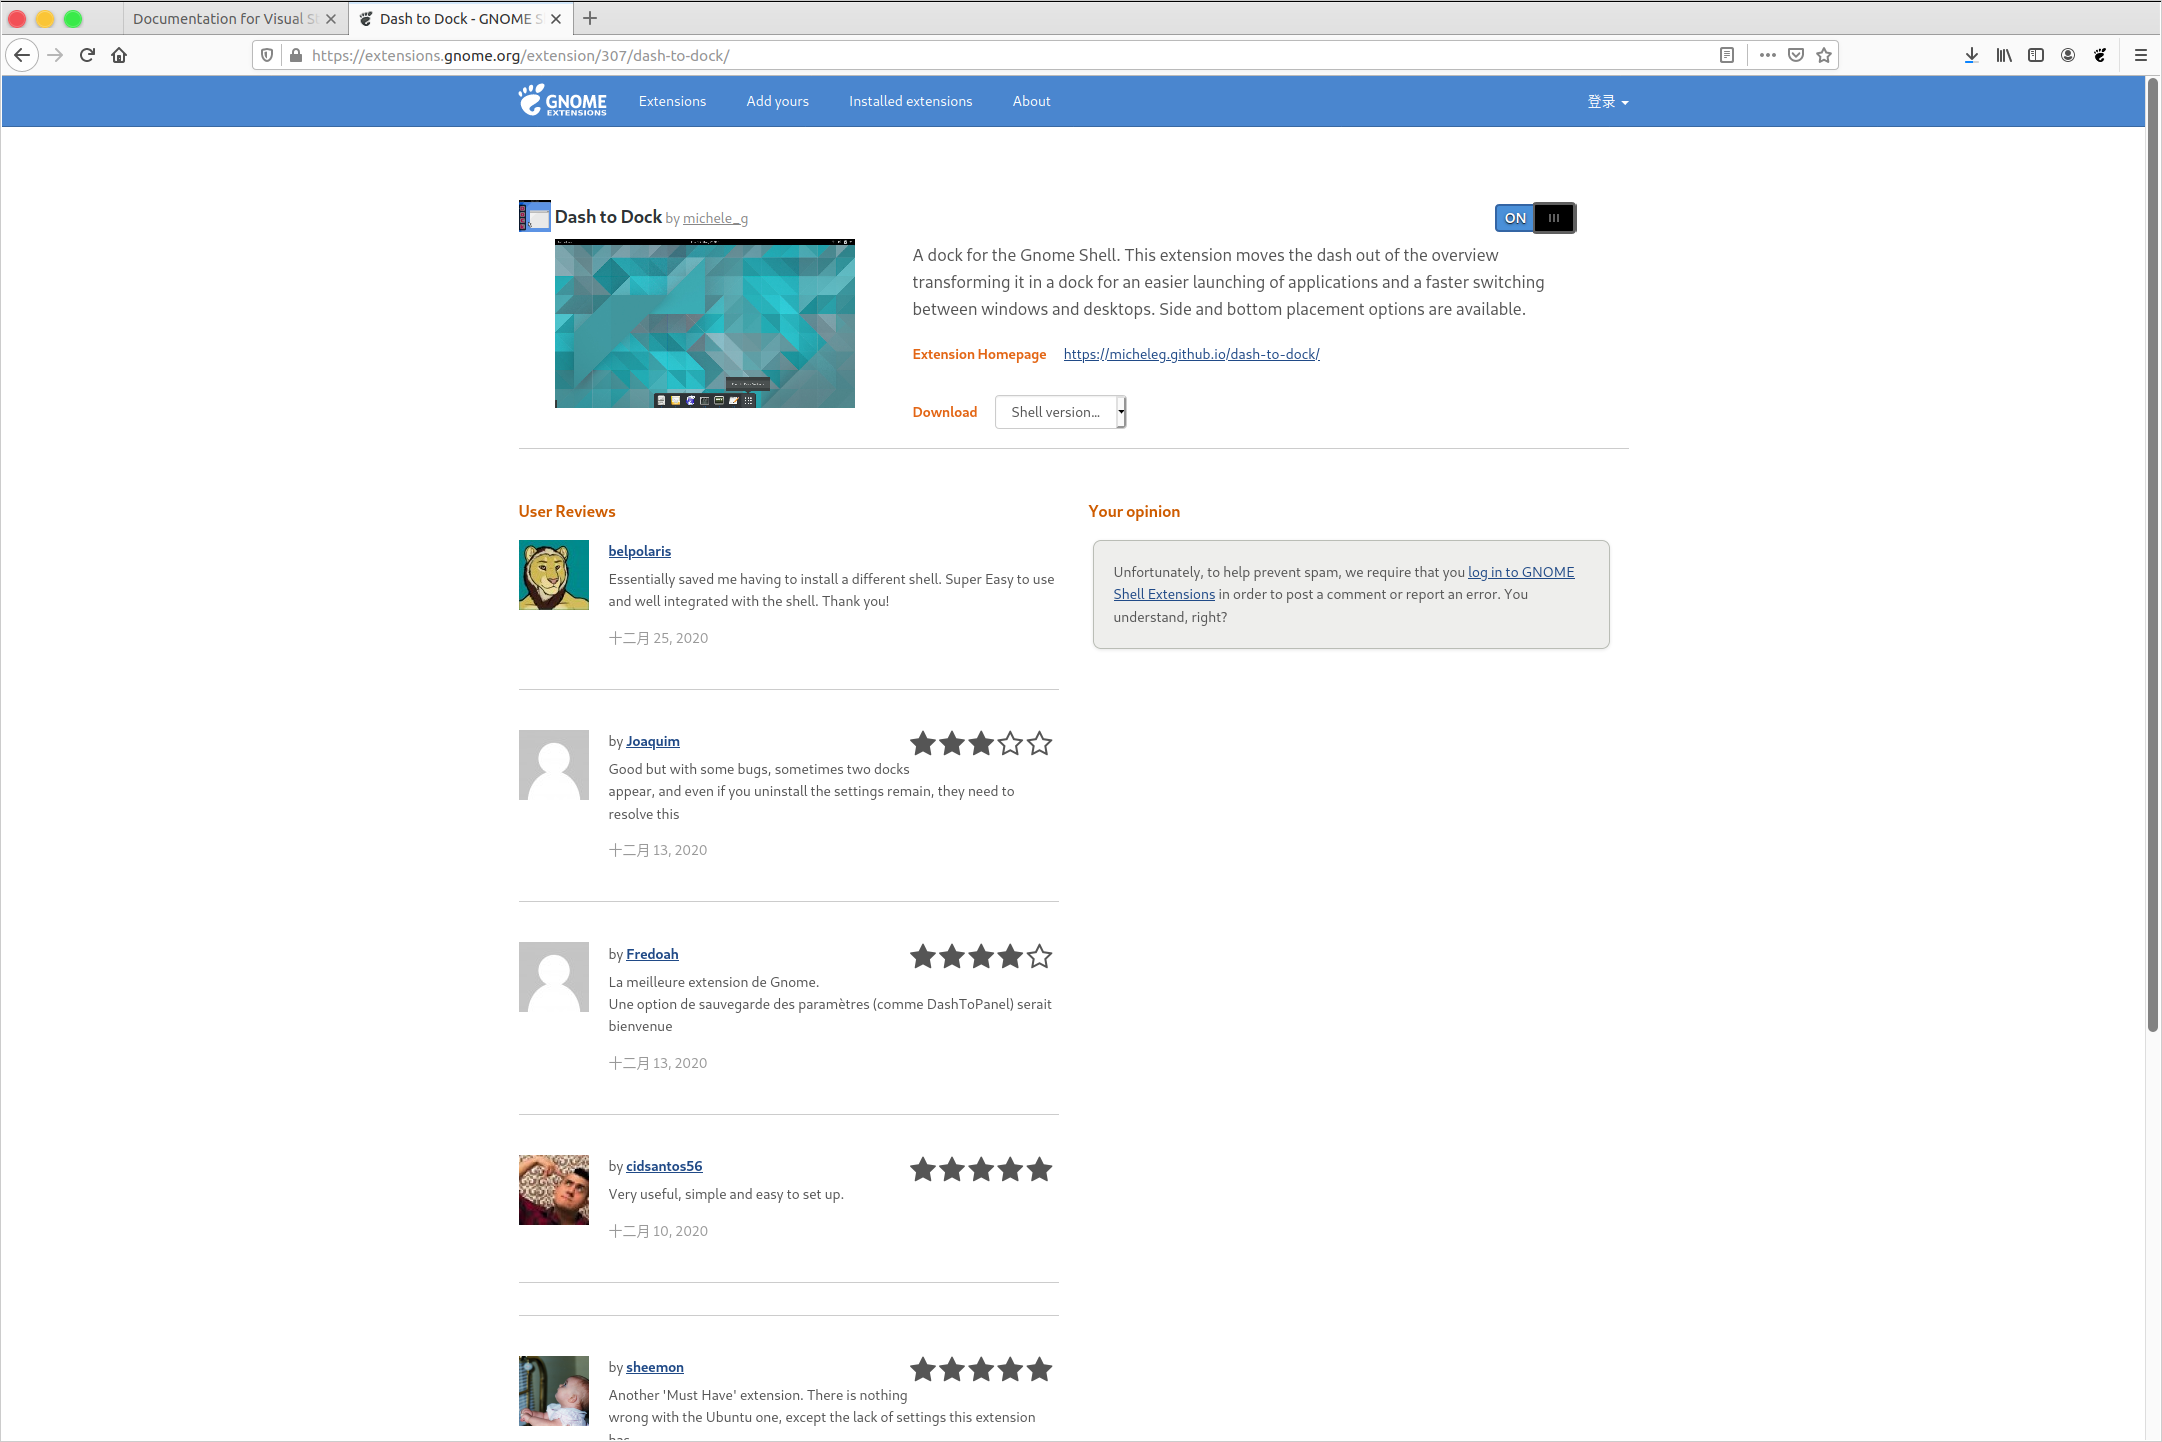 Documentation for Visual S
Dash to Dock - GNOME S
https://extensions.gnome.org/extension/307/dash-to-dock/
GNOME
EXTENSIONS
Extensions
Add yours
Installed extensions
About
登录
Dash to Dock by michele_g
ON
A dock for the Gnome Shell. This extension moves the dash out of the overview
transforming it in a dock for an easier launching of applications and a faster switching
between windows and desktops. Side and bottom placement options are available.
Extension Homepage https://micheleg.github.io/dash-to-dock/
Download Shell version...
User Reviews
belpolaris
Essentially saved me having to install a different shell. Super Easy to use
and well integrated with the shell. Thank you!
十二月 25, 2020
by Joaquim
Good but with some bugs, sometimes two docks
appear, and even if you uninstall the settings remain, they need to
resolve this
十二月 13, 2020
by Fredoah
La meilleure extension de Gnome.
Une option de sauvegarde des paramètres (comme DashToPanel) serait
bienvenue
十二月 13, 2020
by cidsantos56
Very useful, simple and easy to set up.
十二月 10, 2020
by sheemon
Another 'Must Have' extension. There is nothing
wrong with the Ubuntu one, except the lack of settings this extension
Your opinion
Unfortunately, to help prevent spam, we require that you log in to GNOME
Shell Extensions in order to post a comment or report an error. You
understand, right?